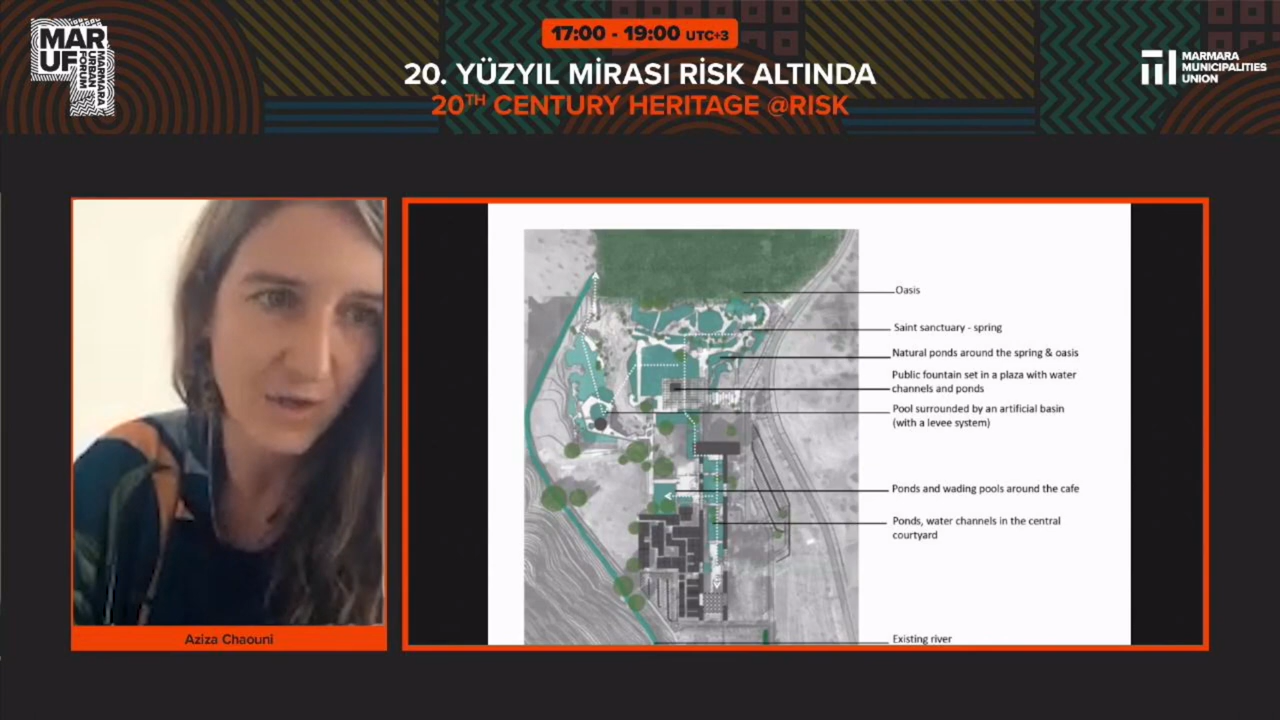 MAR
UF
MARMARA
URBAN
FORUM
17:00 - 19:00 UTC+3
20. YÜZYIL MİRASI RİSK ALTINDA
20TH CENTURY HERITAGE @RISK
MARMARA
MUNICIPALITIES
UNION
Oasis
Saint sanctuary - spring
Natural ponds around the spring & oasis
Public fountain set in a plaza with water
channels and ponds
Pool surrounded by an artificial basin
(with a levee system)
Ponds and wading pools around the cafe
Ponds, water channels in the central
courtyard
Existing river
Aziza Chaouni